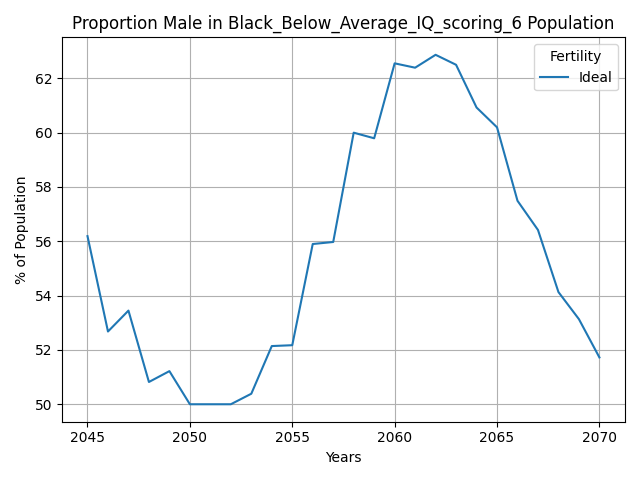 Proportion Male in Black_Below_Average_IQ_scoring_6 Population
Fertility
Ideal
% of Population
62
60
58
56
54
52
50
2045 2050 2055 2060 2065 2070
Years